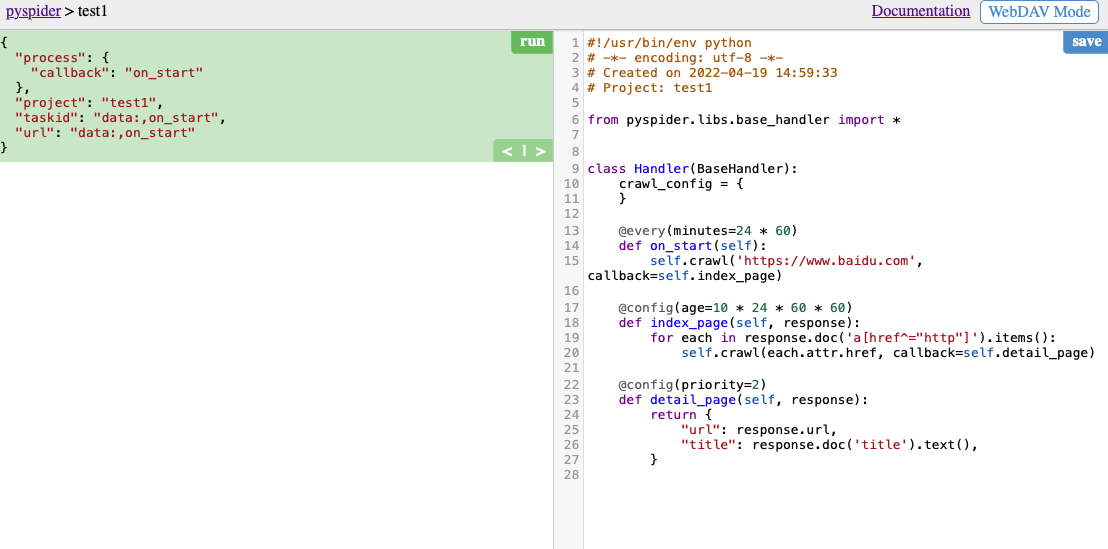 pyspider > test1
Documentation
WebDAV Mode
{
  "process": {
    "callback": "on_start"
  },
  "project": "test1",
  "taskid": "data:,on_start",
  "url": "data:,on_start"
}
run
< | >
save
1 #!/usr/bin/env python
2 # -*- encoding: utf-8 -*-
3 # Created on 2022-04-19 14:59:33
4 # Project: test1
5
6 from pyspider.libs.base_handler import *
7
8
9 class Handler(BaseHandler):
10     crawl_config = {
11     }
12
13     @every(minutes=24 * 60)
14     def on_start(self):
15         self.crawl('https://www.baidu.com',
callback=self.index_page)
16
17     @config(age=10 * 24 * 60 * 60)
18     def index_page(self, response):
19         for each in response.doc('a[href^="http"]').items():
20             self.crawl(each.attr.href, callback=self.detail_page)
21
22     @config(priority=2)
23     def detail_page(self, response):
24         return {
25             "url": response.url,
26             "title": response.doc('title').text(),
27         }
28